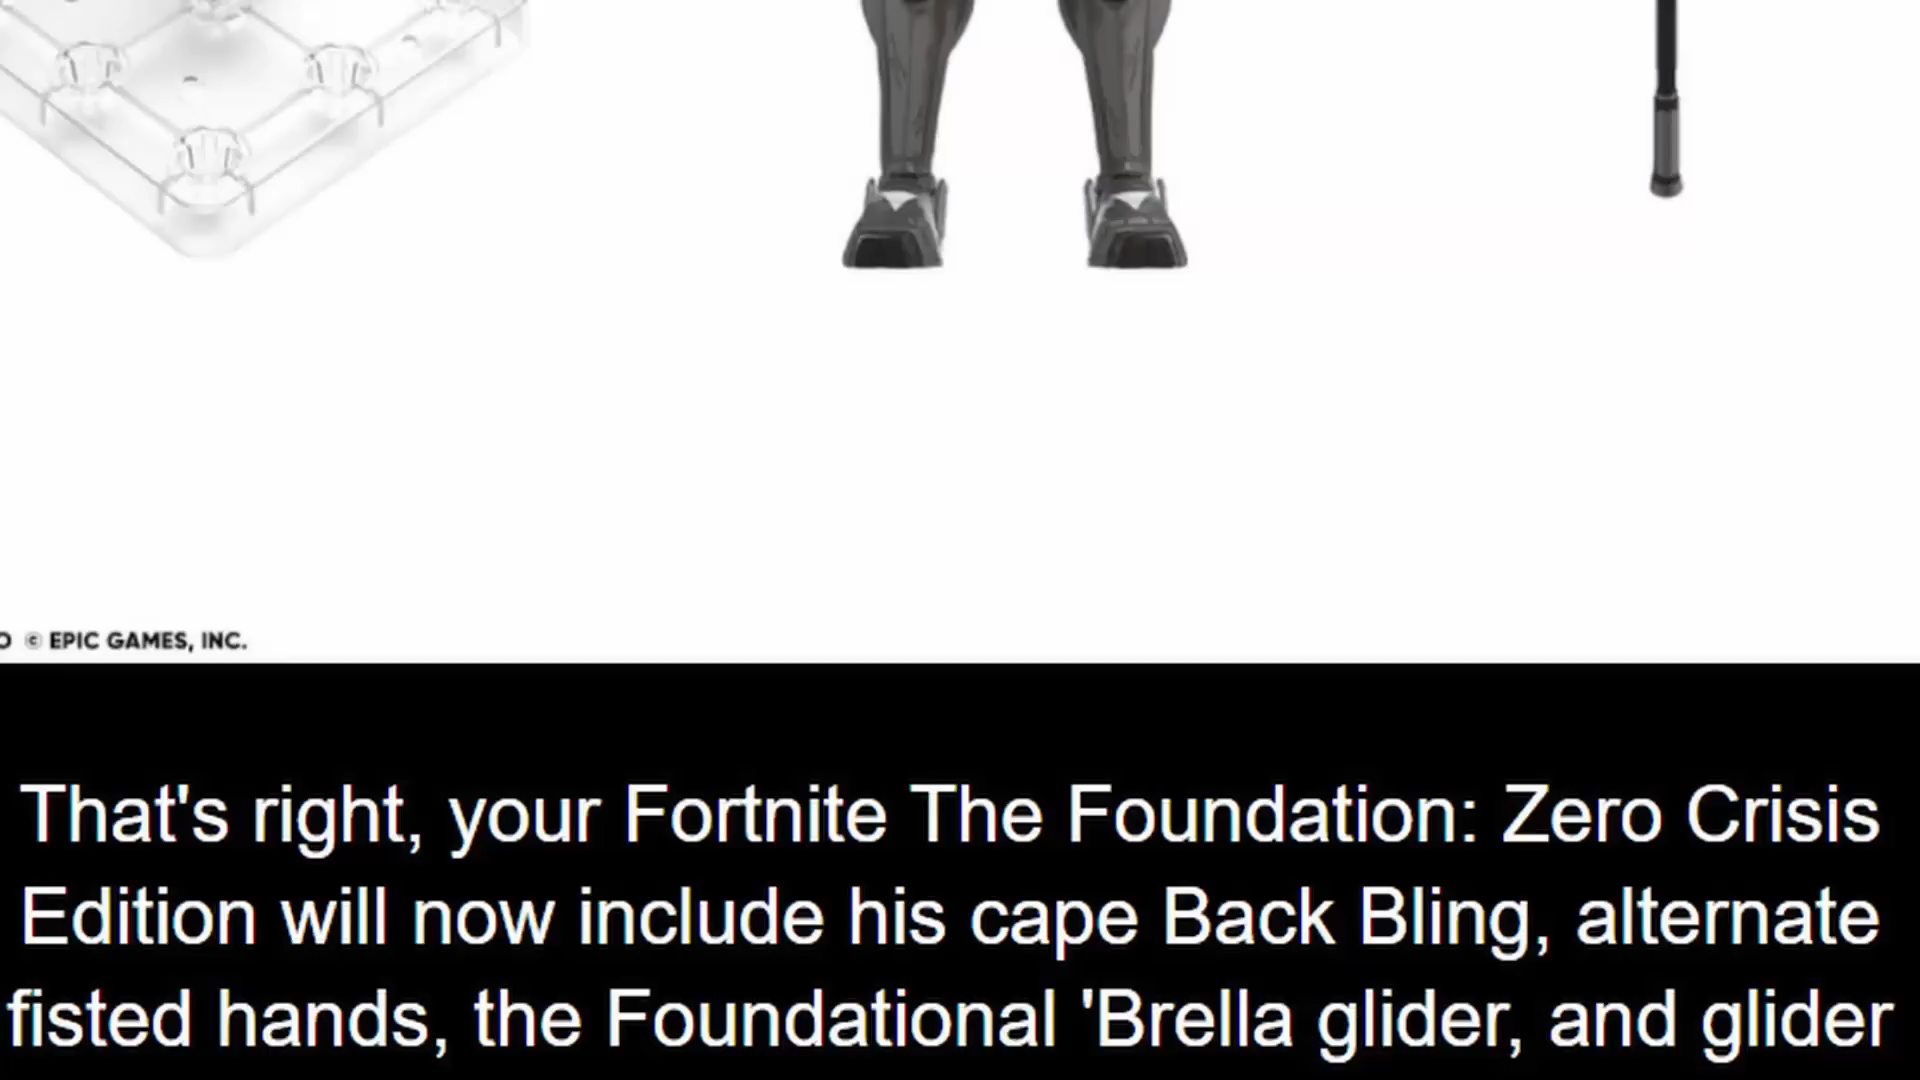 © EPIC GAMES, INC.
That's right, your Fortnite The Foundation: Zero Crisis
Edition will now include his cape Back Bling, alternate
fisted hands, the Foundational 'Brella glider, and glider